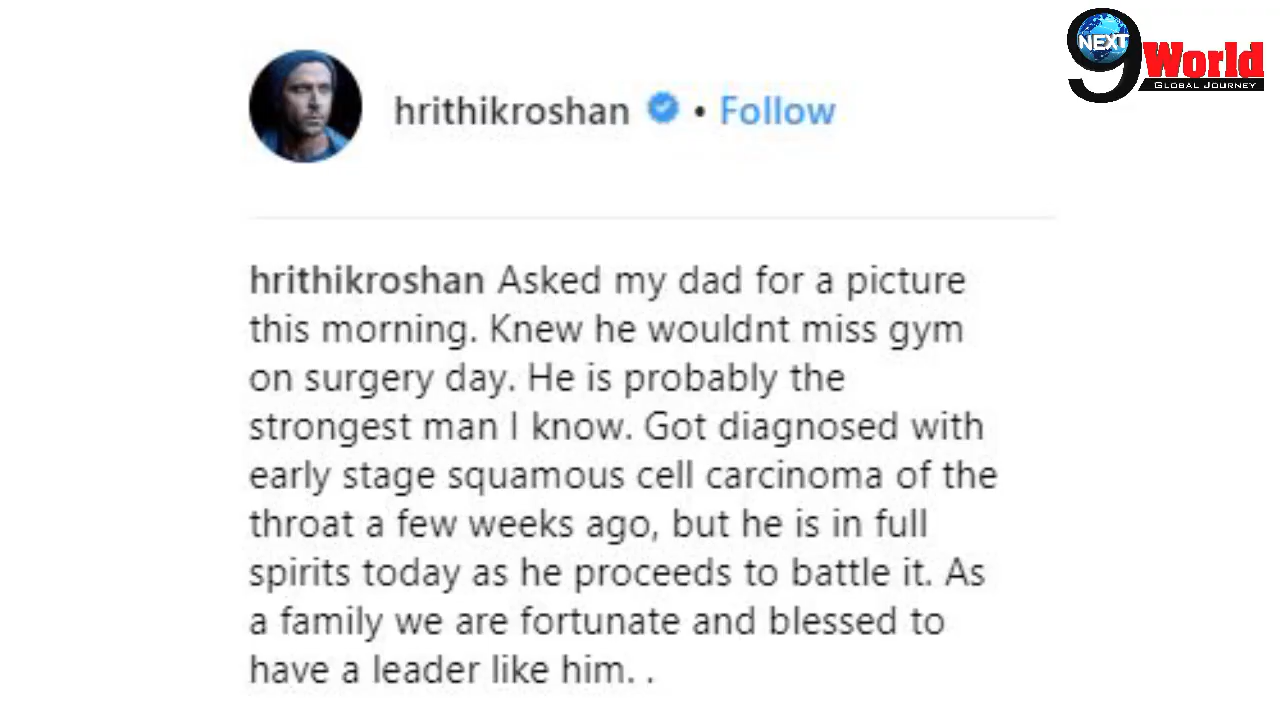 NEXT
9 World
GLOBAL JOURNEY
hrithikroshan • Follow
hrithikroshan Asked my dad for a picture
this morning. Knew he wouldnt miss gym
on surgery day. He is probably the
strongest man I know. Got diagnosed with
early stage squamous cell carcinoma of the
throat a few weeks ago, but he is in full
spirits today as he proceeds to battle it. As
a family we are fortunate and blessed to
have a leader like him. .